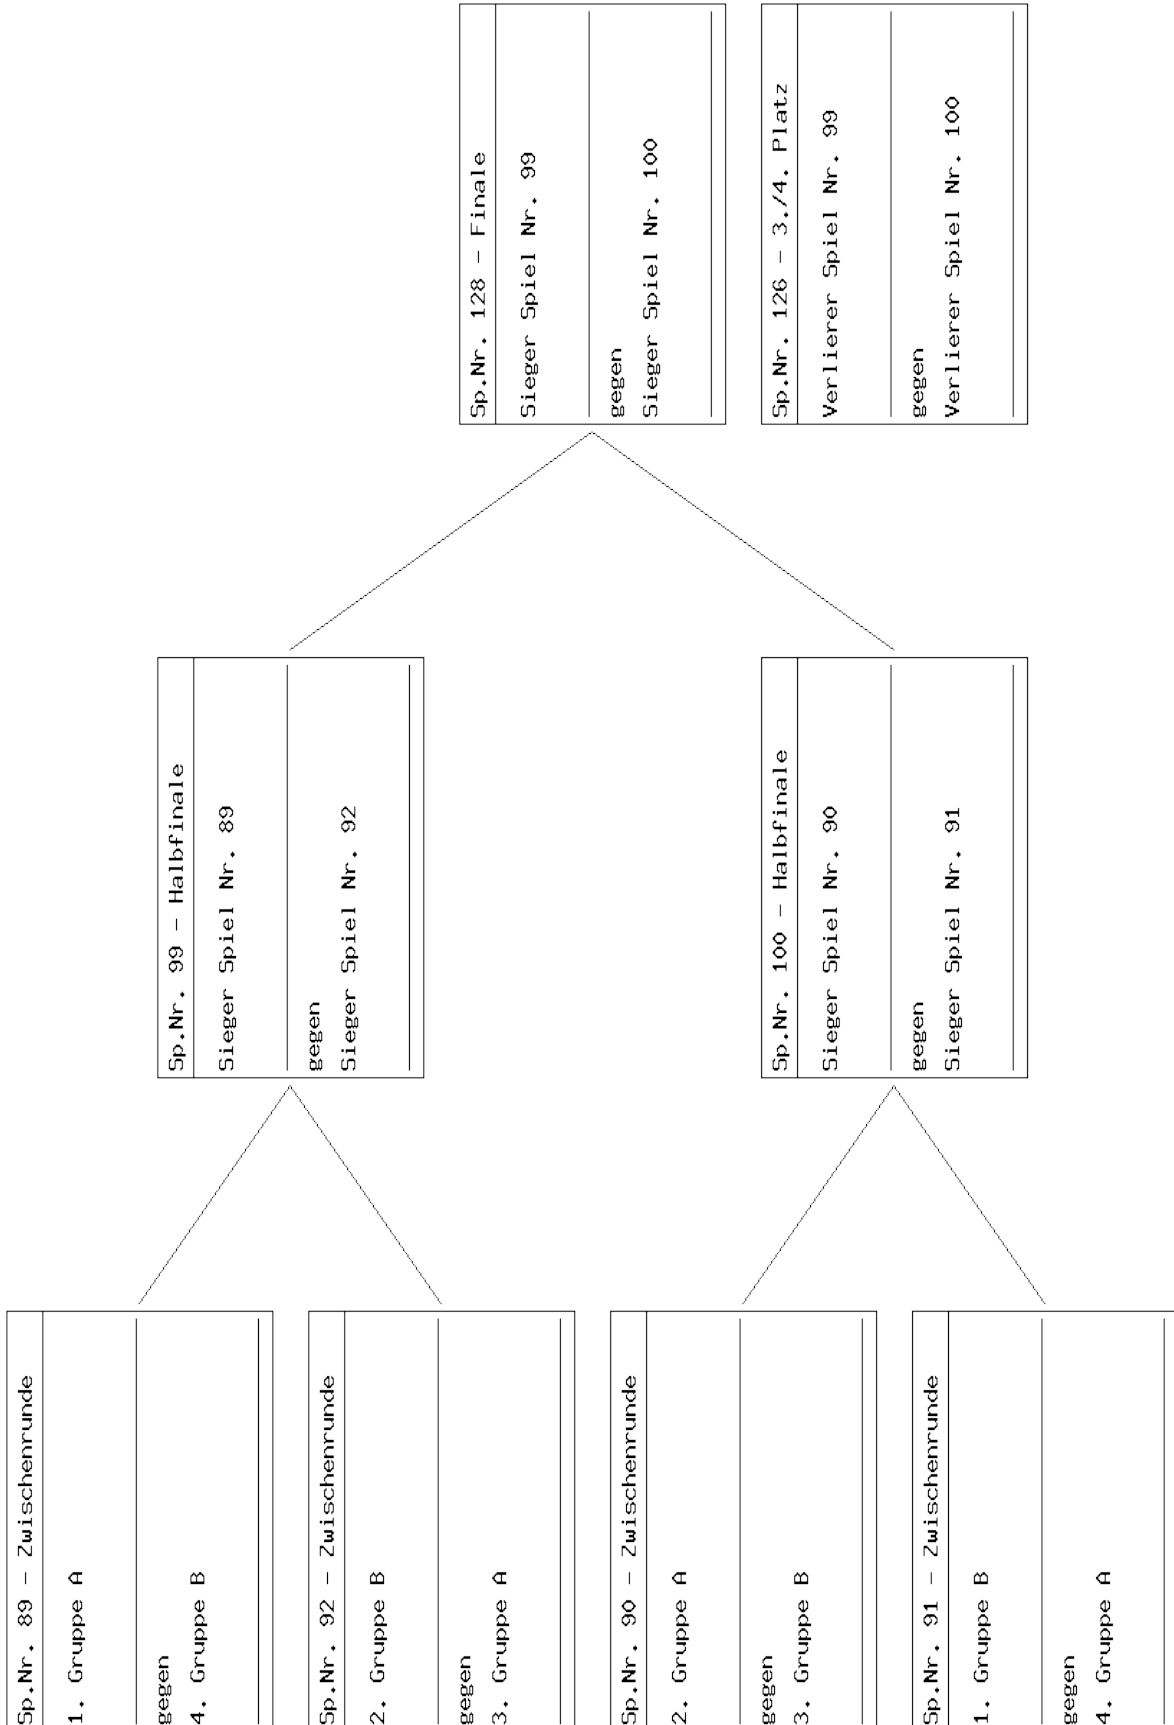 Sp.Nr. 89 - Zwischenrunde
1. Gruppe A
gegen
4. Gruppe B
Sp.Nr. 92 - Zwischenrunde
2. Gruppe B
gegen
3. Gruppe A
Sp.Nr. 90 - Zwischenrunde
2. Gruppe A
gegen
3. Gruppe B
Sp.Nr. 91 - Zwischenrunde
1. Gruppe B
gegen
4. Gruppe A
Sp.Nr. 99 - Halbfinale
Sieger Spiel Nr. 89
gegen
Sieger Spiel Nr. 92
Sp.Nr. 100 - Halbfinale
Sieger Spiel Nr. 90
gegen
Sieger Spiel Nr. 91
Sp.Nr. 128 - Finale
Sieger Spiel Nr. 99
gegen
Sieger Spiel Nr. 100
Sp.Nr. 126 - 3./4. Platz
Verlierer Spiel Nr. 99
gegen
Verlierer Spiel Nr. 100